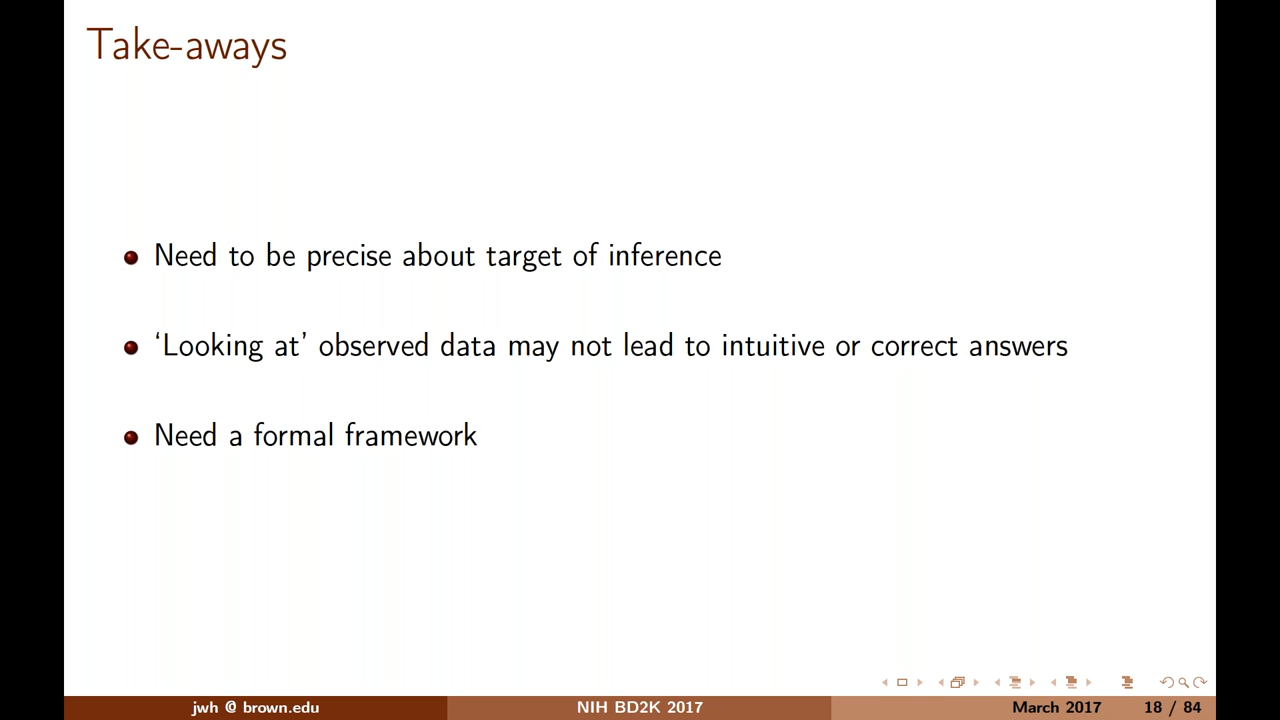 Take-aways
Need to be precise about target of inference
‘Looking at’ observed data may not lead to intuitive or correct answers
Need a formal framework
jwh @ brown.edu
NIH BD2K 2017
March 2017
18 / 84